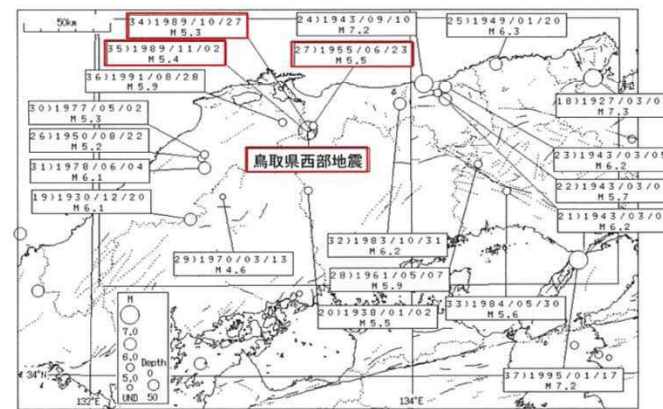 50km
34)1989/10/27
M5.3
24)1943/09/10
M7.2
25)1949/01/20
M6.3
35)1989/11/02
M5.4
27)1955/06/23
M5.5
36)1991/08/28
M5.9
18)1927/03/0
M7.3
30)1977/05/02
M5.3
26)1950/08/22
M5.2
31)1978/06/04
M6.1
19)1930/12/20
M6.1
鳥取県西部地震
23)1943/03/05
M6.2
22)1943/03/0
M5.7
21)1943/03/0
M6.2
29)1970/03/13
M4.6
32)1983/10/31
M6.2
28)1961/05/07
M5.9
20)1938/01/02
M5.5
33)1984/05/30
M5.6
37)1995/01/17
M7.2
M
7.0
6.0
5.0
UND
Depth
0
50
34°N
132°E
134°E